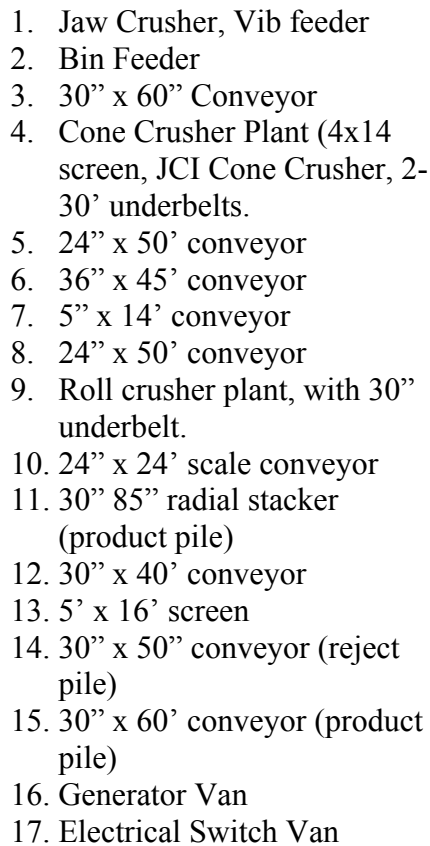 1. Jaw Crusher, Vib feeder
2. Bin Feeder
3. 30” x 60” Conveyor
4. Cone Crusher Plant (4x14
screen, JCI Cone Crusher, 2-
30’ underbelts.
5. 24” x 50’ conveyor
6. 36” x 45’ conveyor
7. 5” x 14’ conveyor
8. 24” x 50’ conveyor
9. Roll crusher plant, with 30”
underbelt.
10. 24” x 24’ scale conveyor
11. 30” 85” radial stacker
(product pile)
12. 30” x 40’ conveyor
13. 5’ x 16’ screen
14. 30” x 50” conveyor (reject
pile)
15. 30” x 60’ conveyor (product
pile)
16. Generator Van
17. Electrical Switch Van